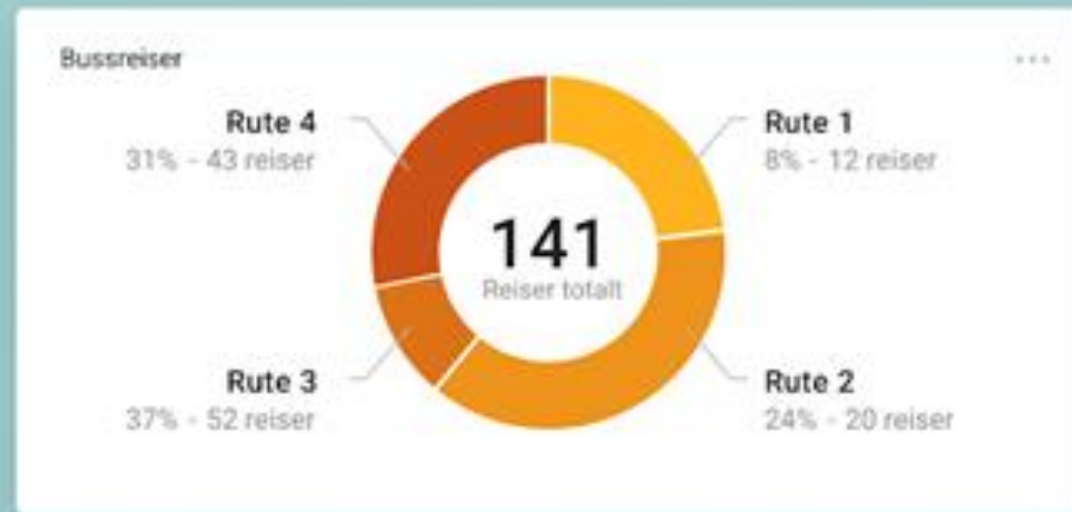 Bussreiser
Rute 4
31% - 43 reiser
Rute 1
8% - 12 reiser
141
Reiser totalt
Rute 3
37% - 52 reiser
Rute 2
24% - 20 reiser